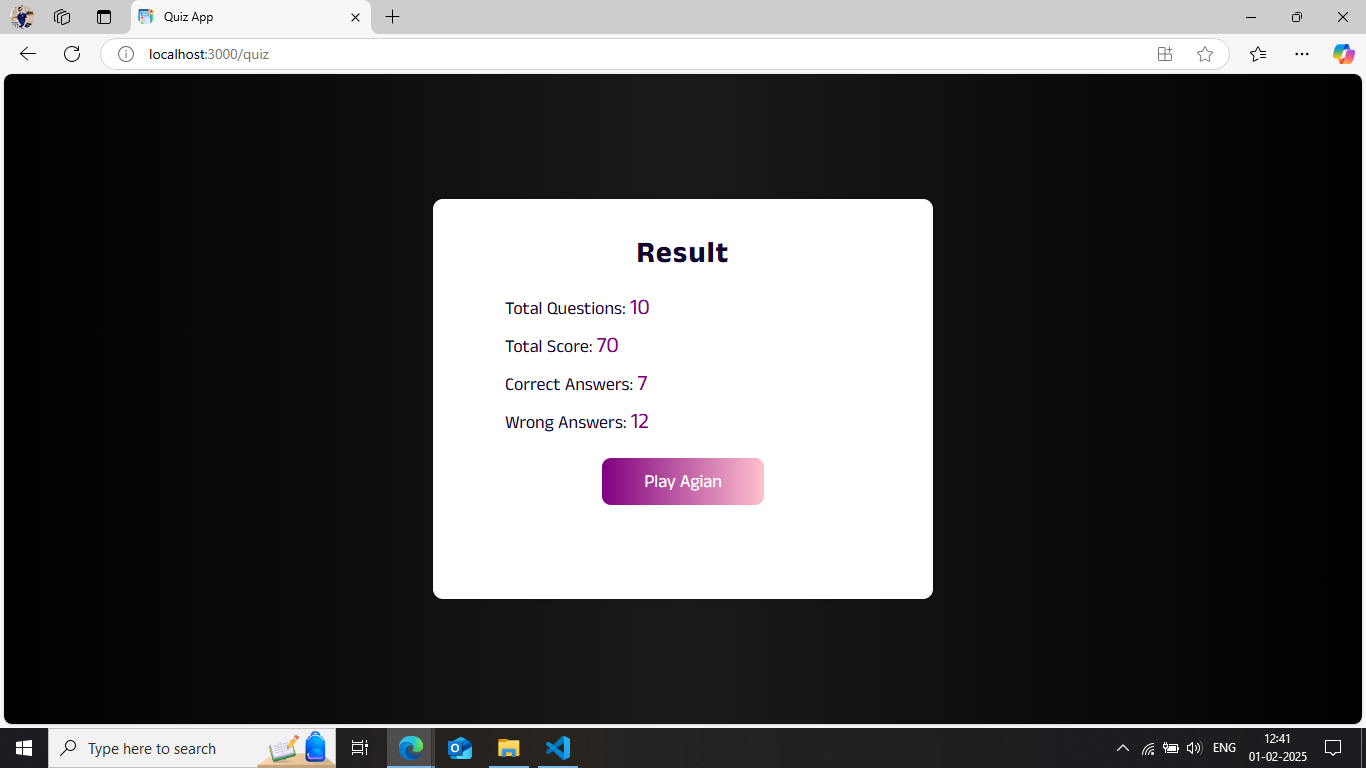 Quiz App
localhost:3000/quiz
Result
Total Questions: 10
Total Score: 70
Correct Answers: 7
Wrong Answers: 12
Play Agian
Type here to search
ENG
12:41
01-02-2025